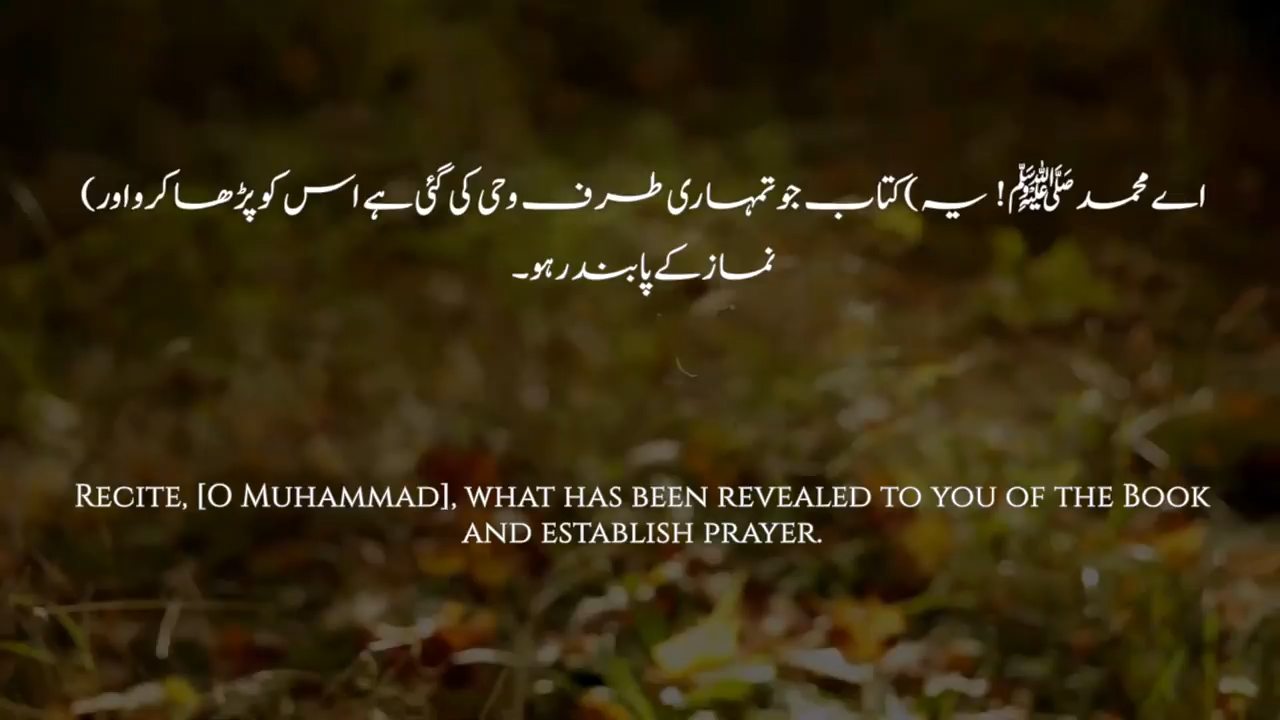 اے محمد ﷺ! یہ) کتاب جو تمہاری طرف وحی کی گئی ہے اس کو پڑھا کرو اور)
نماز کے پابند رہو۔
Recite, [O Muhammad], what has been revealed to you of the Book
and establish prayer.